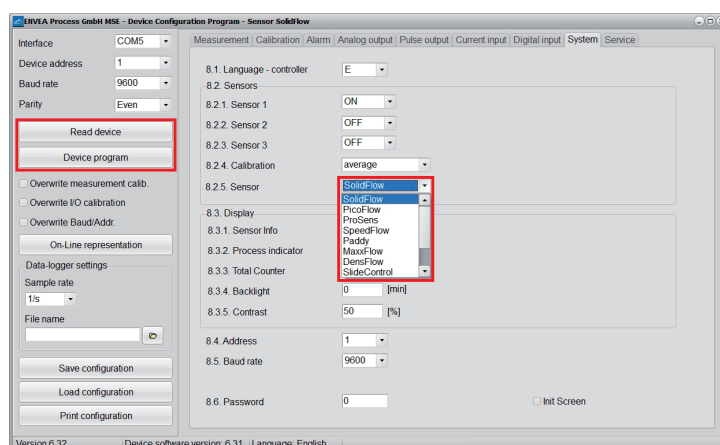 ENVEA Process GmbH MSE - Device Configuration Program - Sensor SolidFlow
Interface
COM5
Device address
1
Baud rate
9600
Parity
Even
Read device
Device program
Overwrite measurement calib.
Overwrite I/O calibration
Overwrite Baud/Addr.
On-Line representation
Data-logger settings
Sample rate
1/s
File name
Save configuration
Load configuration
Print configuration
Measurement Calibration Alarm Analog output Pulse output Current input Digital input System Service
8.1. Language - controller
E
8.2. Sensors
8.2.1. Sensor 1
ON
8.2.2. Sensor 2
OFF
8.2.3. Sensor 3
OFF
8.2.4. Calibration
average
8.2.5. Sensor
SolidFlow
SolidFlow
PicoFlow
ProSens
SpeedFlow
Paddy
MaxxFlow
DensFlow
SlideControl
8.3. Display
8.3.1. Sensor Info
8.3.2. Process indicator
8.3.3. Total Counter
8.3.4. Backlight
0 [min]
8.3.5. Contrast
50 [%]
8.4. Address
1
8.5. Baud rate
9600
8.6. Password
0
Init Screen
Version 6.32 Device software version: 6.31 Language: English